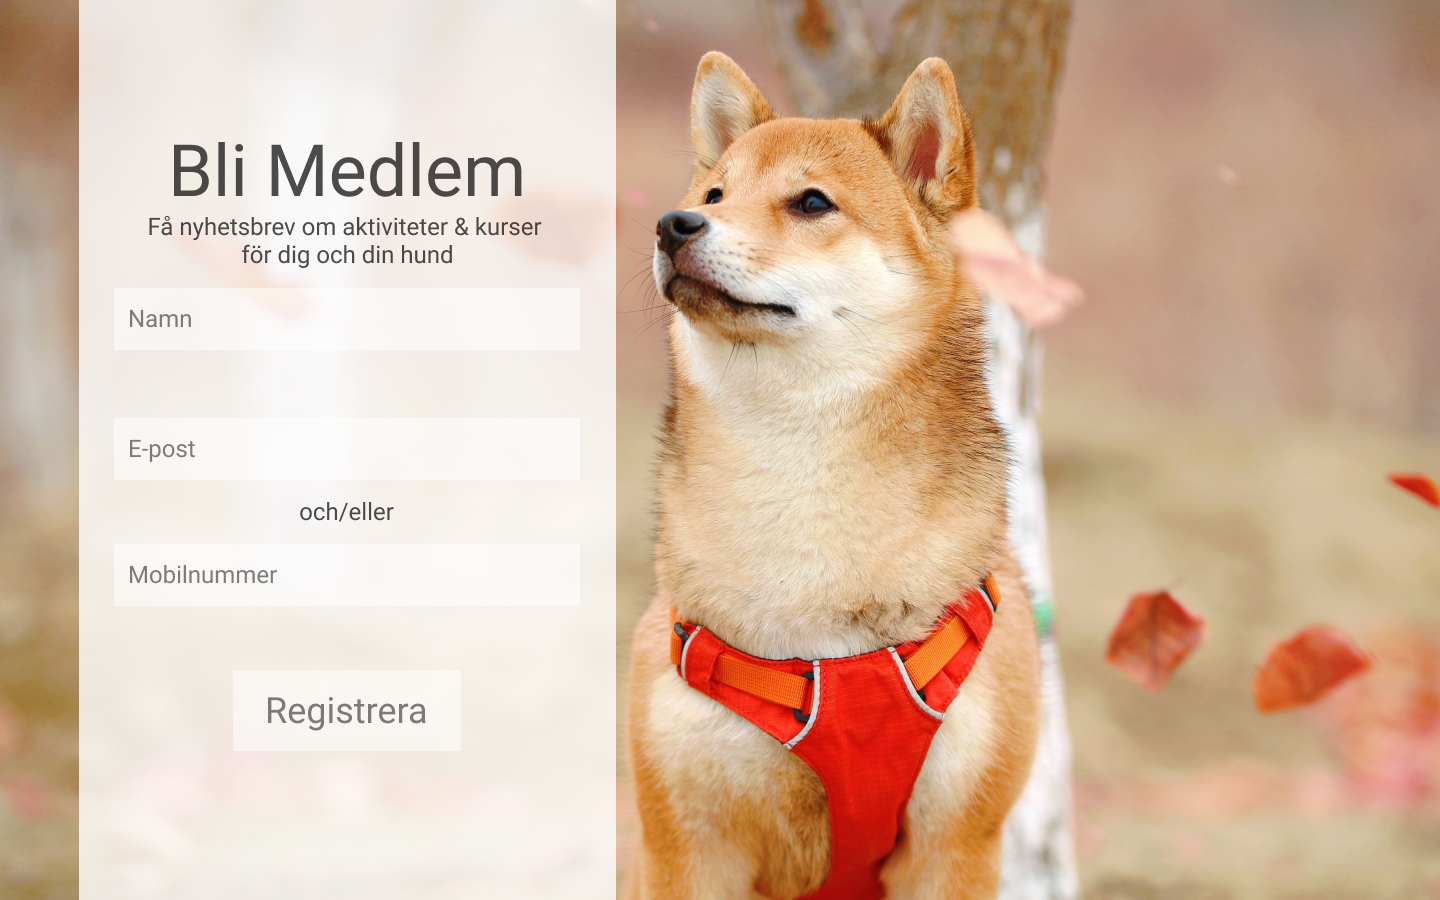 Bli Medlem
Få nyhetsbrev om aktiviteter & kurser
för dig och din hund
Namn
E-post
och/eller
Mobilnummer
Registrera